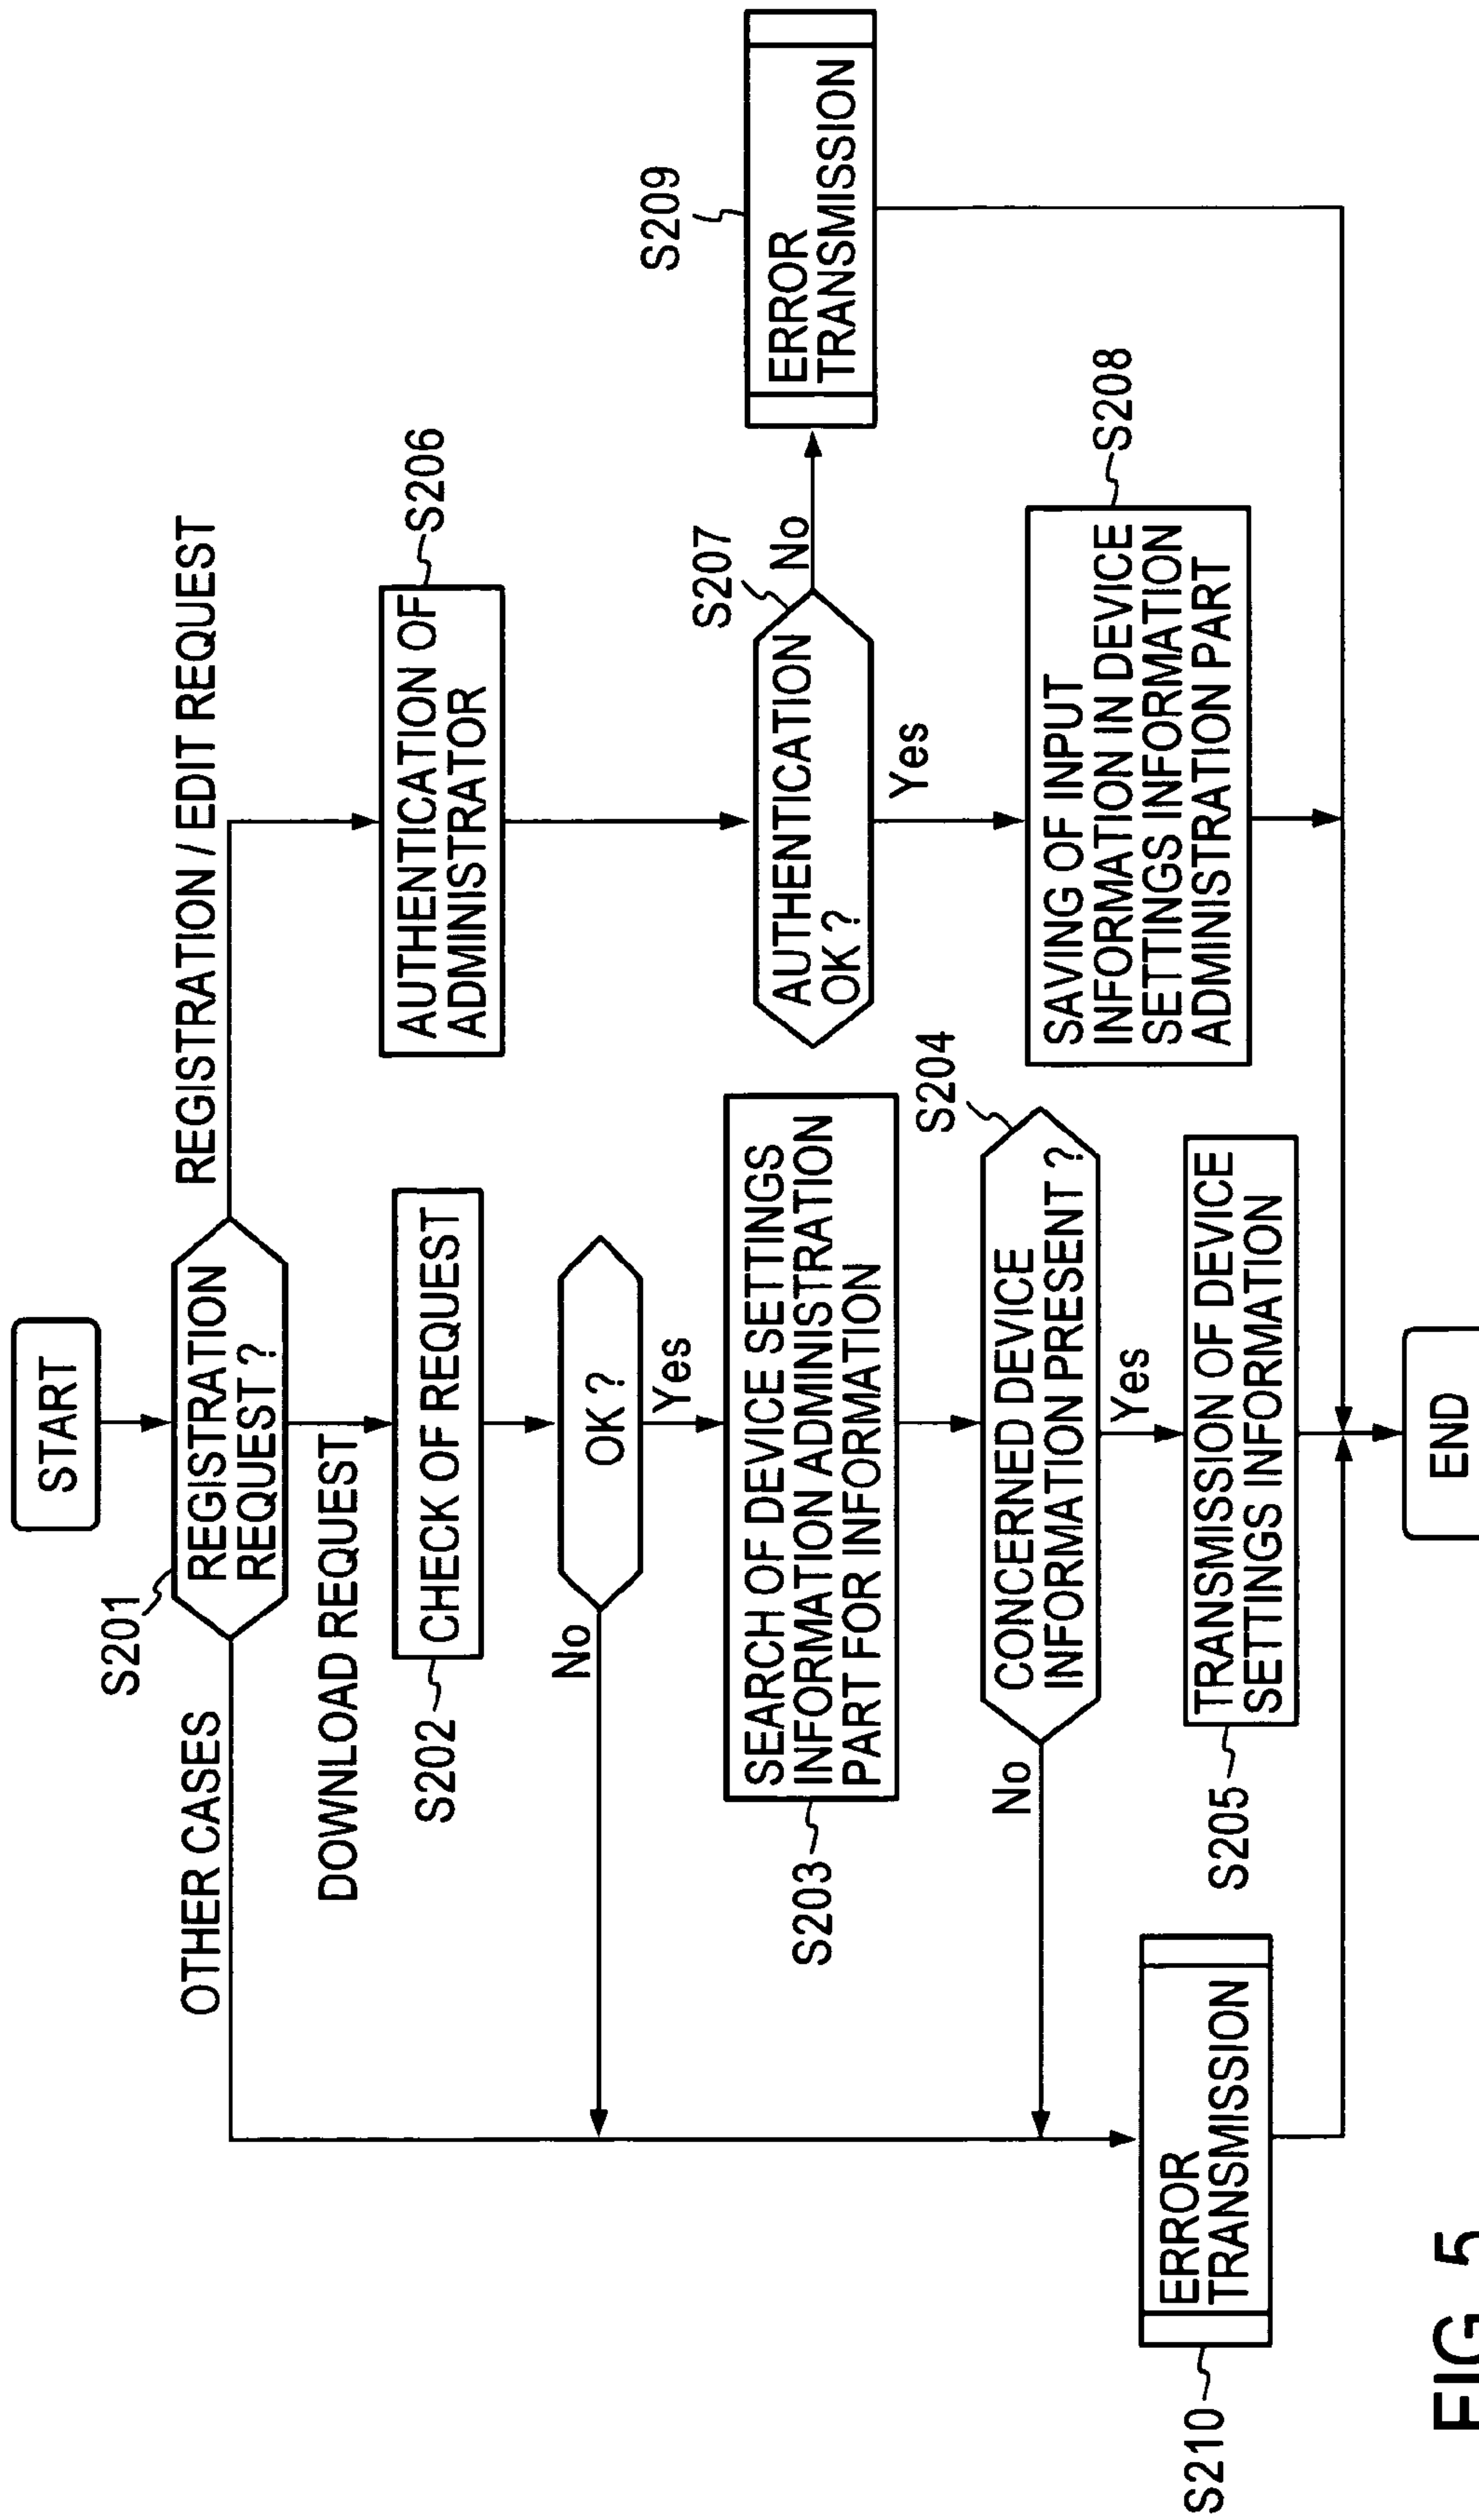 START
S201
REGISTRATION
REQUEST ?
OTHER CASES
REGISTRATION / EDIT REQUEST
DOWNLOAD REQUEST
S202
CHECK OF REQUEST
AUTHENTICATION OF
ADMINISTRATOR
S206
OK ?
No
Yes
S203
SEARCH OF DEVICE SETTINGS
INFORMATION ADMINISTRATION
PART FOR INFORMATION
S207
AUTHENTICATION
OK ?
No
Yes
S209
ERROR
TRANSMISSION
S204
CONCERNED DEVICE
INFORMATION PRESENT ?
No
Yes
SAVING OF INPUT
INFORMATION IN DEVICE
SETTINGS INFORMATION
ADMINISTRATION PART
S208
S210
ERROR
TRANSMISSION
S205
TRANSMISSION OF DEVICE
SETTINGS INFORMATION
END
FIG. 5